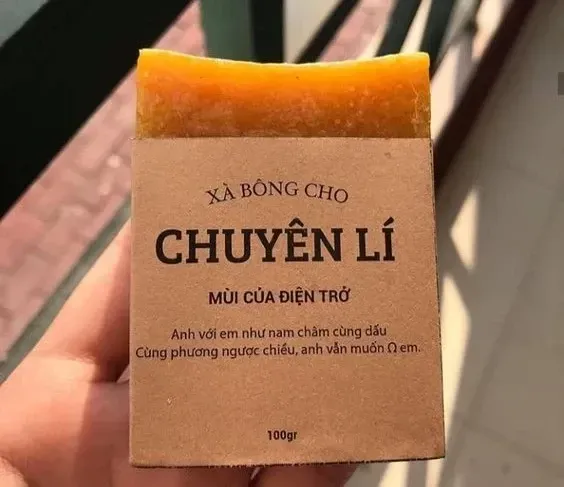 XÀ BÔNG CHO
CHUYÊN LÍ
MÙI CỦA ĐIỆN TRỞ
Anh với em như nam châm cùng dấu
Cùng phương ngược chiều, anh vẫn muốn Ω em.
100gr